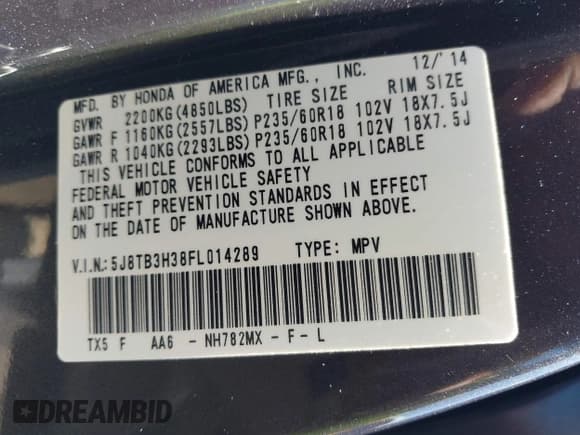 MFD. BY HONDA OF AMERICA MFG., INC. 12/'14
GVWR 2200KG(4850LBS) TIRE SIZE RIM SIZE
GAWR F 1160KG(2557LBS) P235/60R18 102V 18X7.5J
GAWR R 1040KG(2293LBS) P235/60R18 102V 18X7.5J
THIS VEHICLE CONFORMS TO ALL APPLICABLE
FEDERAL MOTOR VEHICLE SAFETY
AND THEFT PREVENTION STANDARDS IN EFFECT
ON THE DATE OF MANUFACTURE SHOWN ABOVE.
V.I.N.:5J8TB3H38FL014289 TYPE: MPV
TX5 F AA6 - NH782MX - F - L
DREAMBID